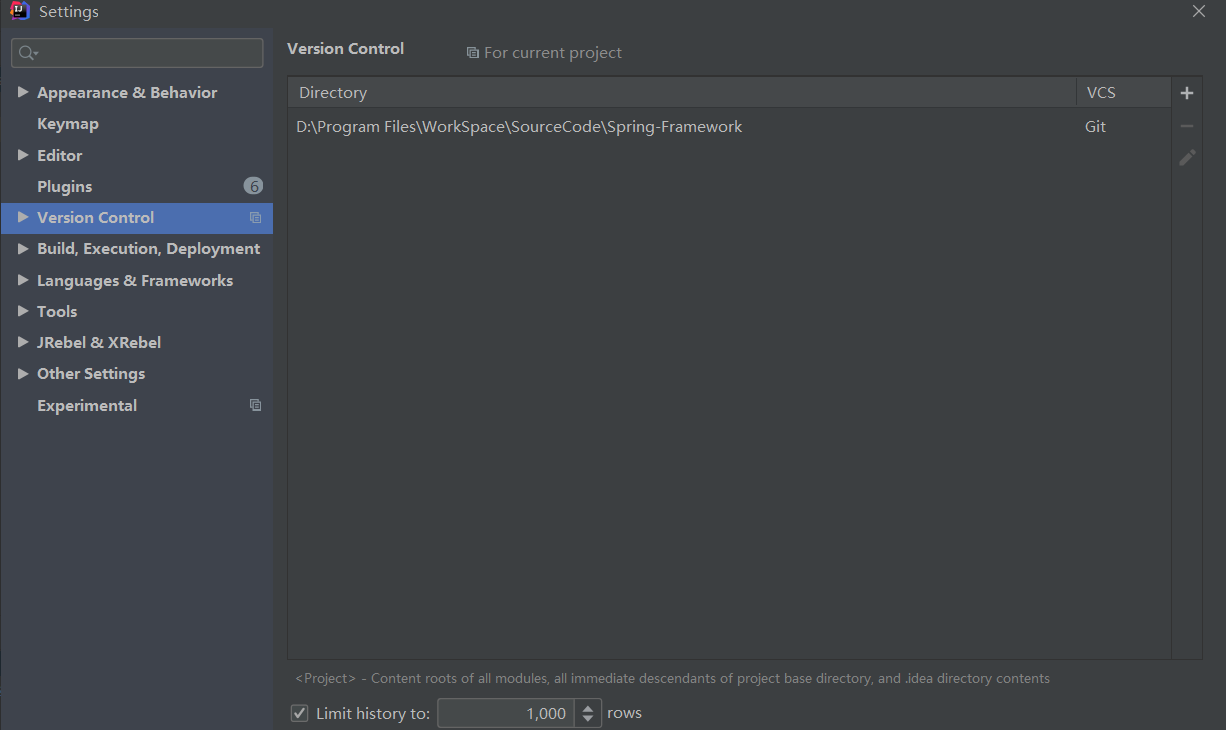 Settings
Version Control
For current project
Appearance & Behavior
Keymap
Editor
Plugins
6
Version Control
Build, Execution, Deployment
Languages & Frameworks
Tools
JRebel & XRebel
Other Settings
Experimental
Directory
VCS
D:\Program Files\WorkSpace\SourceCode\Spring-Framework
Git
<Project> - Content roots of all modules, all immediate descendants of project base directory, and .idea directory contents
Limit history to:
1,000
rows